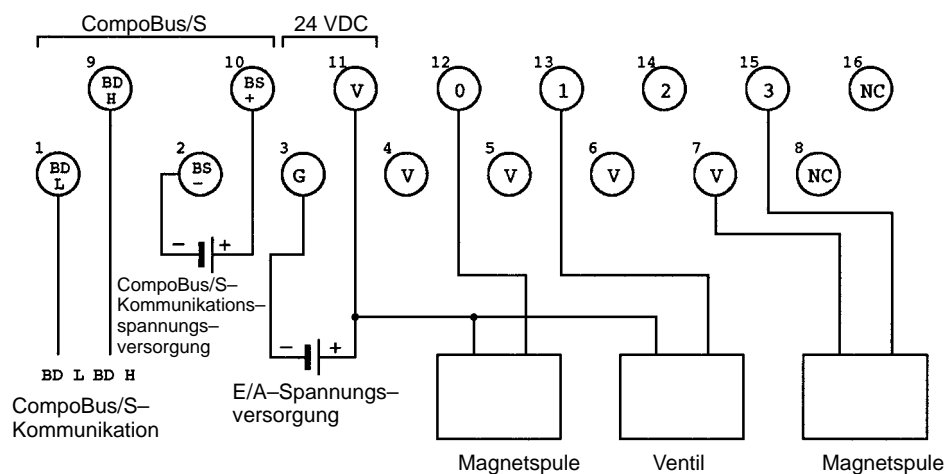 CompoBus/S 24 VDC
9 10 11 12 13 14 15 16
BD H BS + V 0 1 2 3 NC
1 2 3 4 5 6 7 8
BD L BS – G V V V V NC
– +
CompoBus/S–
Kommunikations–
spannungs–
versorgung
– +
BD L BD H
CompoBus/S–
Kommunikation
E/A–Spannungs–
versorgung
Magnetspule Ventil Magnetspule